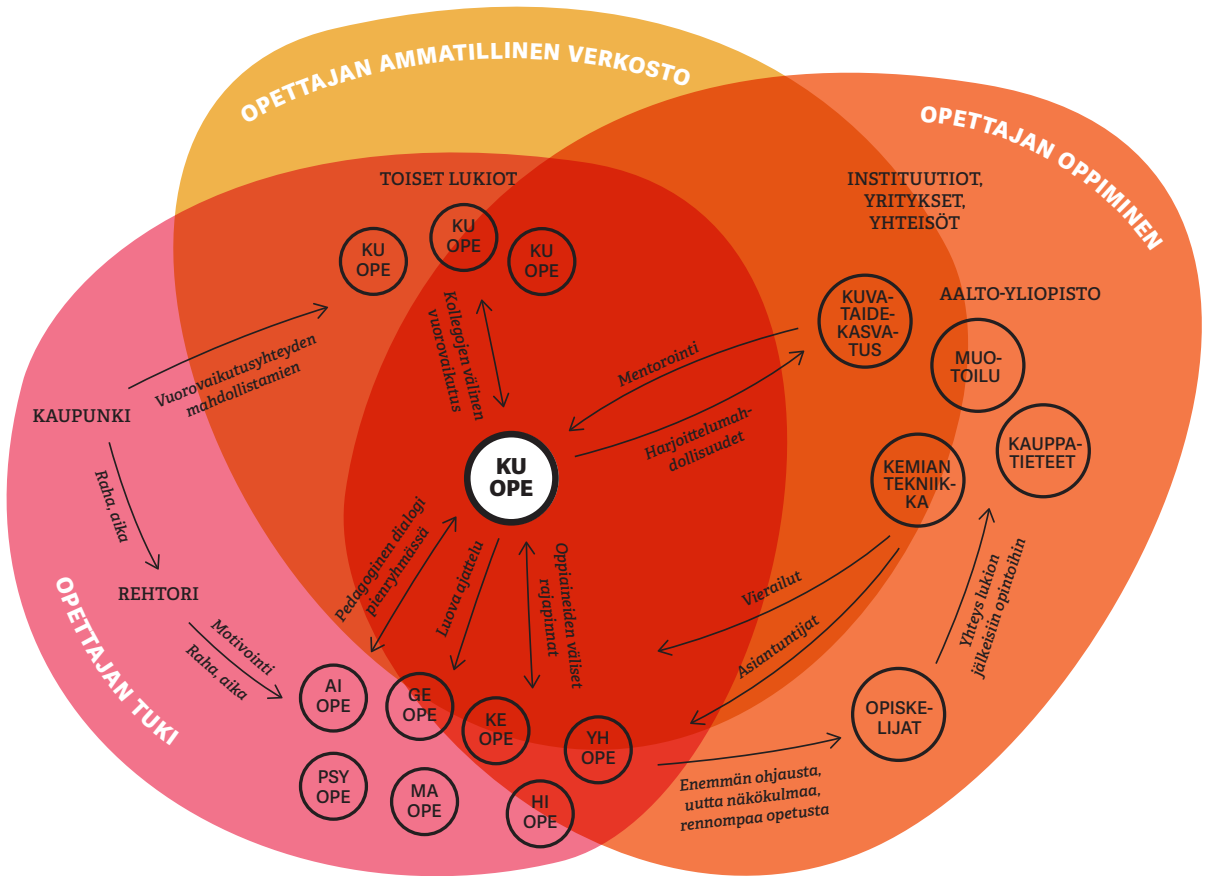 OPETTAJAN AMMATILLINEN VERKOSTO
OPETTAJAN OPPIMINEN
OPETTAJAN TUKI
TOISET LUKIOT
KU
OPE
KU
OPE
KU
OPE
INSTITUUTIOT,
YRITYKSET,
YHTEISÖT
AALTO-YLIOPISTO
KUVA-
TAIDE-
KASVA-
TUS
MUO-
TOILU
KAUPPA-
TIETEET
KEMIAN
TEKNIIK-
KA
Kollegojen välinen
vuorovaikutus
Vuorovaikutusyhteyden
mahdollistamien
KAUPUNKI
Mentorointi
Harjoittelumah-
dollisuudet
KU
OPE
Raha, aika
REHTORI
Motivointi
Raha, aika
Pedagoginen dialogi
pienryhmässä
Luova ajattelu
Oppiaineiden väliset
rajapinnat
Vierailut
Asiantuntijat
Yhteys lukion
jälkeisiin opintoihin
OPISKE-
LIJAT
AI
OPE
GE
OPE
KE
OPE
YH
OPE
PSY
OPE
MA
OPE
HI
OPE
Enemmän ohjausta,
uutta näkökulmaa,
rennompaa opetusta